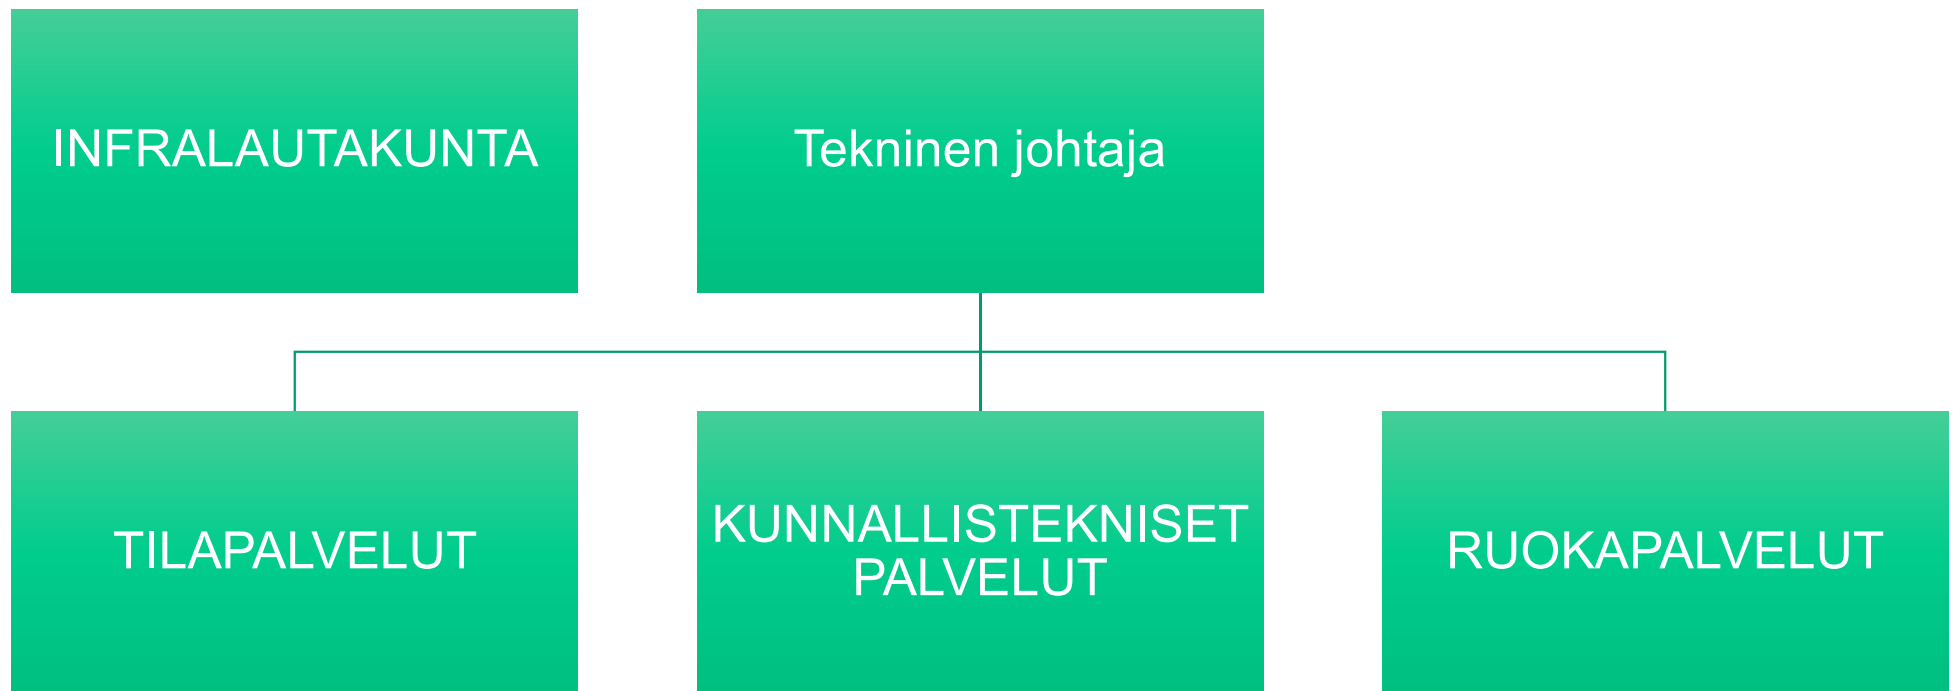 INFRALAUTAKUNTA
Tekninen johtaja
TILAPALVELUT
KUNNALLISTEKNISET
PALVELUT
RUOKAPALVELUT